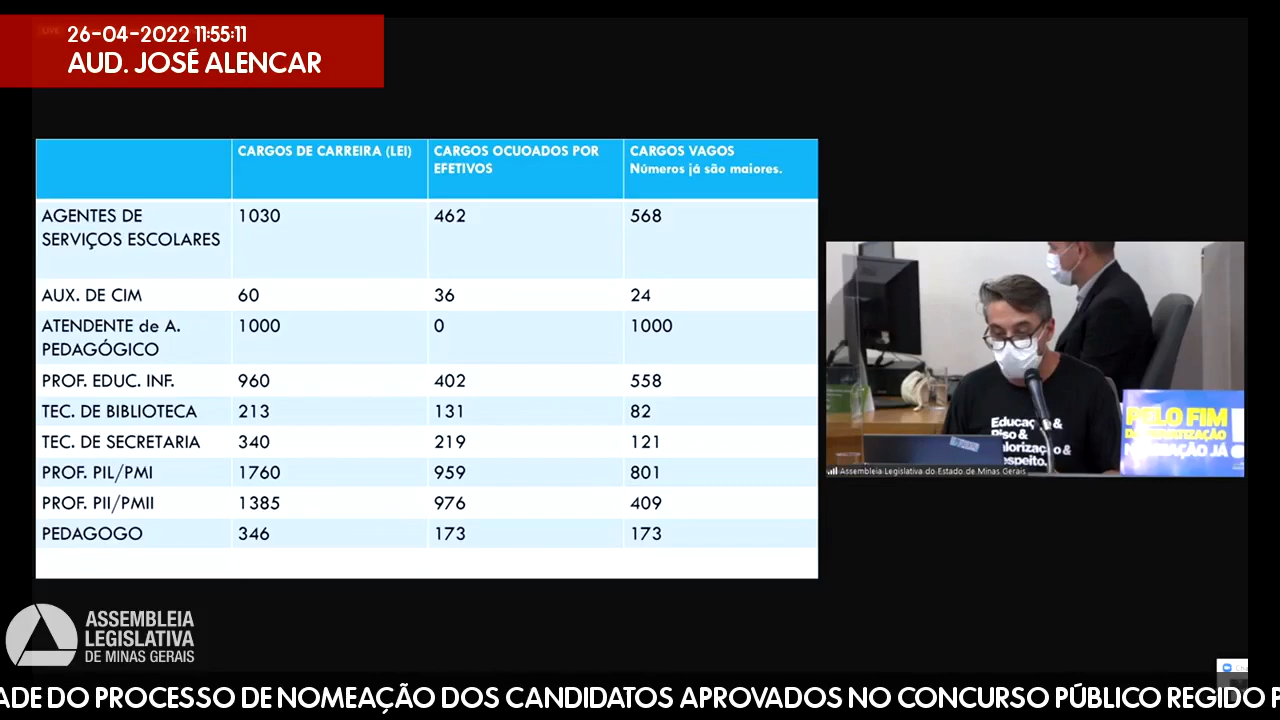 26-04-2022 11:55:11
AUD. JOSÉ ALENCAR
CARGOS DE CARREIRA (LEI) CARGOS OCUOADOS POR EFETIVOS CARGOS VAGOS
Números já são maiores.
AGENTES DE SERVIÇOS ESCOLARES 1030 462 568
AUX. DE CIM 60 36 24
ATENDENTE de A. PEDAGÓGICO 1000 0 1000
PROF. EDUC. INF. 960 402 558
TEC. DE BIBLIOTECA 213 131 82
TEC. DE SECRETARIA 340 219 121
PROF. PIL/PMI 1760 959 801
PROF. PII/PMII 1385 976 409
PEDAGOGO 346 173 173
Educaç &
Piso &
alorização &
espeito.
PELO FIM
AÇÃO JÁ
Assembleia Legislativa do Estado de Minas Gerais
ASSEMBLEIA
LEGISLATIVA
DE MINAS GERAIS
ADE DO PROCESSO DE NOMEAÇÃO DOS CANDIDATOS APROVADOS NO CONCURSO PÚBLICO REGIDO P